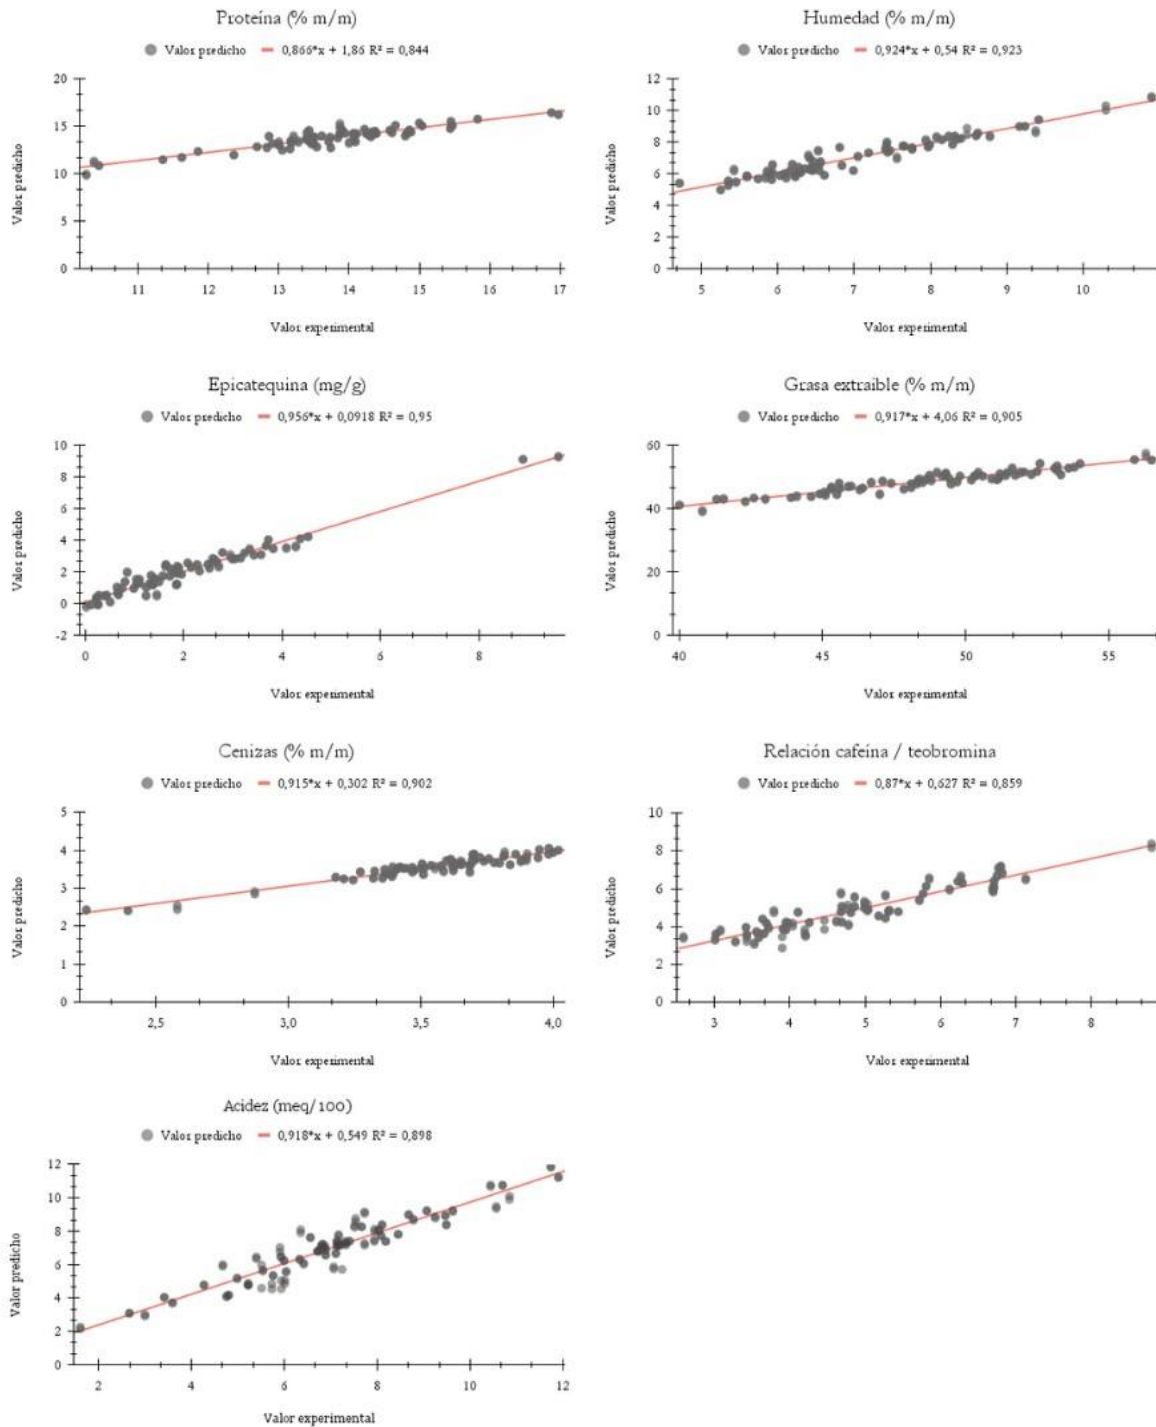 Proteína (% m/m)
Valor predicho 0,866*x + 1,86 R² = 0,844
20
15
10
5
0
Valor predicho
11 12 13 14 15 16 17
Valor experimental
Humedad (% m/m)
Valor predicho 0,924*x + 0,54 R² = 0,923
12
10
8
6
4
2
0
Valor predicho
5 6 7 8 9 10
Valor experimental
Epicatequina (mg/g)
Valor predicho 0,956*x + 0,0918 R² = 0,95
10
8
6
4
2
0
-2
Valor predicho
0 2 4 6 8
Valor experimental
Grasa extraible (% m/m)
Valor predicho 0,917*x + 4,06 R² = 0,905
60
40
20
0
Valor predicho
40 45 50 55
Valor experimental
Cenizas (% m/m)
Valor predicho 0,915*x + 0,302 R² = 0,902
5
4
3
2
1
0
Valor predicho
2,5 3,0 3,5 4,0
Valor experimental
Relación cafeína / teobromina
Valor predicho 0,87*x + 0,627 R² = 0,859
10
8
6
4
2
0
Valor predicho
3 4 5 6 7 8
Valor experimental
Acidez (meq/100)
Valor predicho 0,918*x + 0,549 R² = 0,898
12
10
8
6
4
2
0
Valor predicho
2 4 6 8 10 12
Valor experimental